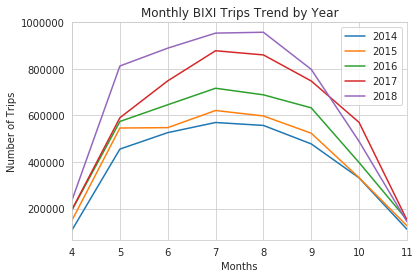 Monthly BIXI Trips Trend by Year
1000000
800000
600000
400000
200000
Number of Trips
4 5 6 7 8 9 10 11
Months
2014
2015
2016
2017
2018